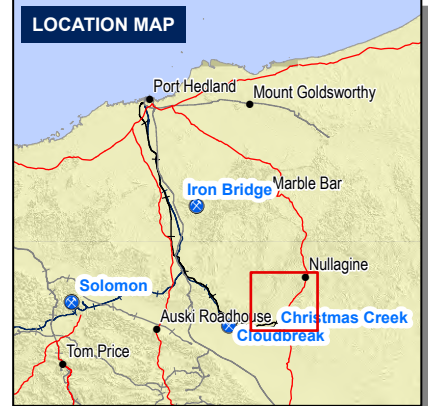 LOCATION MAP
Port Hedland
Mount Goldsworthy
Iron Bridge
Marble Bar
Nullagine
Solomon
Auski Roadhouse
Christmas Creek
Cloudbreak
Tom Price